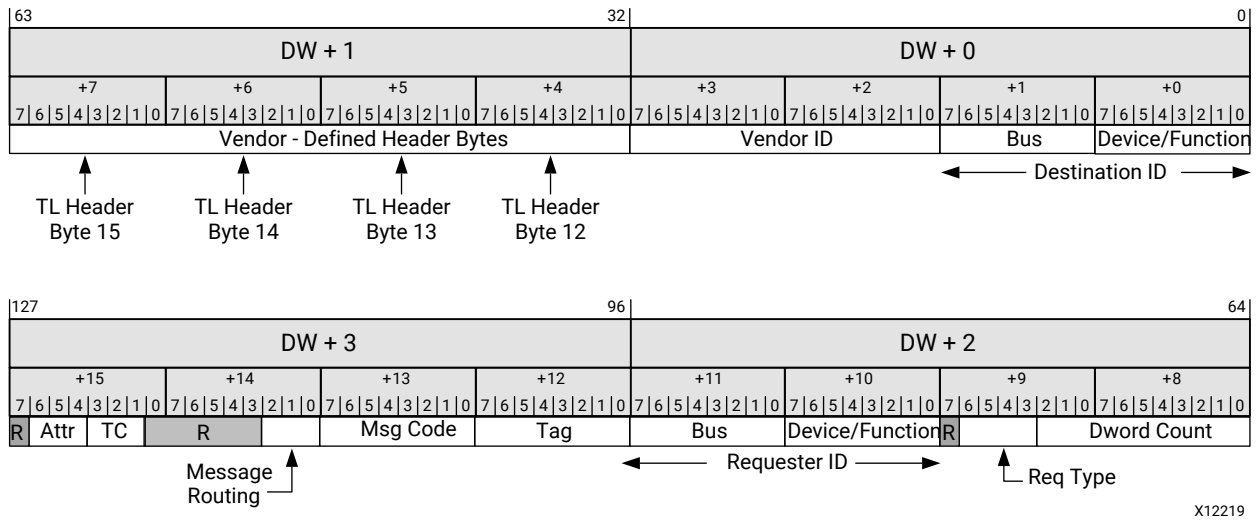 63 32 0
DW + 1 DW + 0
+7 +6 +5 +4 +3 +2 +1 +0
7 6 5 4 3 2 1 0 7 6 5 4 3 2 1 0 7 6 5 4 3 2 1 0 7 6 5 4 3 2 1 0 7 6 5 4 3 2 1 0 7 6 5 4 3 2 1 0 7 6 5 4 3 2 1 0 7 6 5 4 3 2 1 0
Vendor - Defined Header Bytes Vendor ID Bus Device/Function
Destination ID
TL Header TL Header TL Header TL Header
Byte 15 Byte 14 Byte 13 Byte 12
127 96 64
DW + 3 DW + 2
+15 +14 +13 +12 +11 +10 +9 +8
7 6 5 4 3 2 1 0 7 6 5 4 3 2 1 0 7 6 5 4 3 2 1 0 7 6 5 4 3 2 1 0 7 6 5 4 3 2 1 0 7 6 5 4 3 2 1 0 7 6 5 4 3 2 1 0 7 6 5 4 3 2 1 0
R Attr TC R Msg Code Tag Bus Device/Function R Dword Count
Message Requester ID
Routing Req Type
X12219